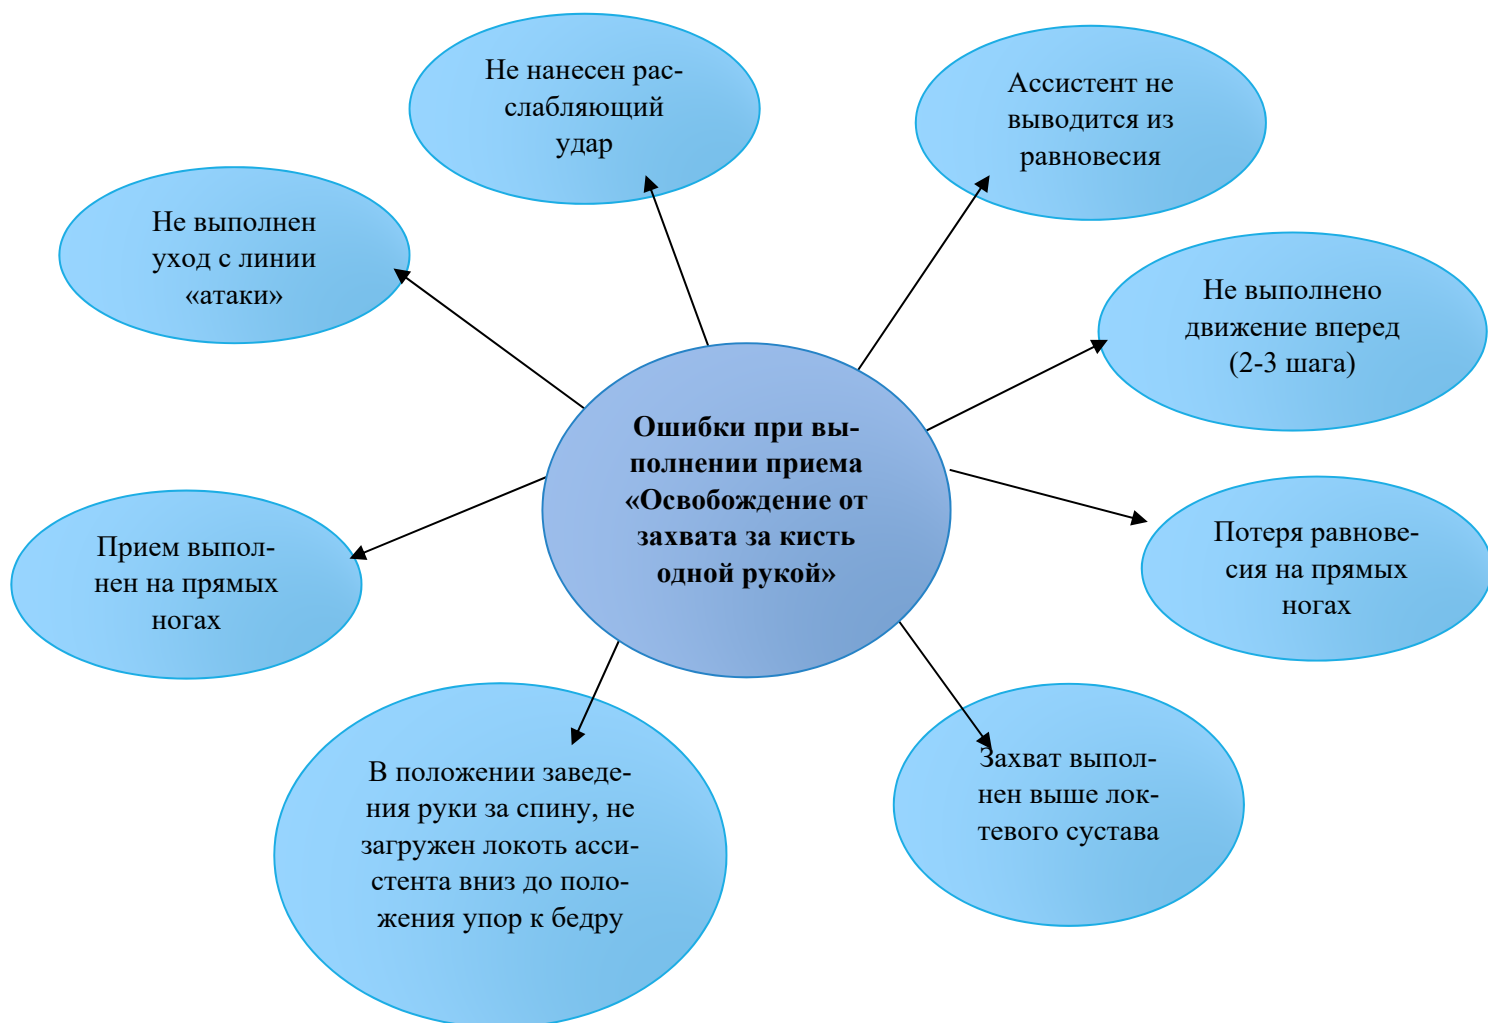 Не нанесен рас-
слабляющий
удар
Ассистент не
выводится из
равновесия
Не выполнен
уход с линии
«атаки»
Не выполнено
движение вперед
(2-3 шага)
Ошибки при вы-
полнении приема
«Освобождение от
захвата за кисть
одной рукой»
Прием выпол-
нен на прямых
ногах
Потеря равнове-
сия на прямых
ногах
В положении заведе-
ния руки за спину, не
загружен локоть асси-
стента вниз до поло-
жения упор к бедру
Захват выпол-
нен выше лок-
тевого сустава